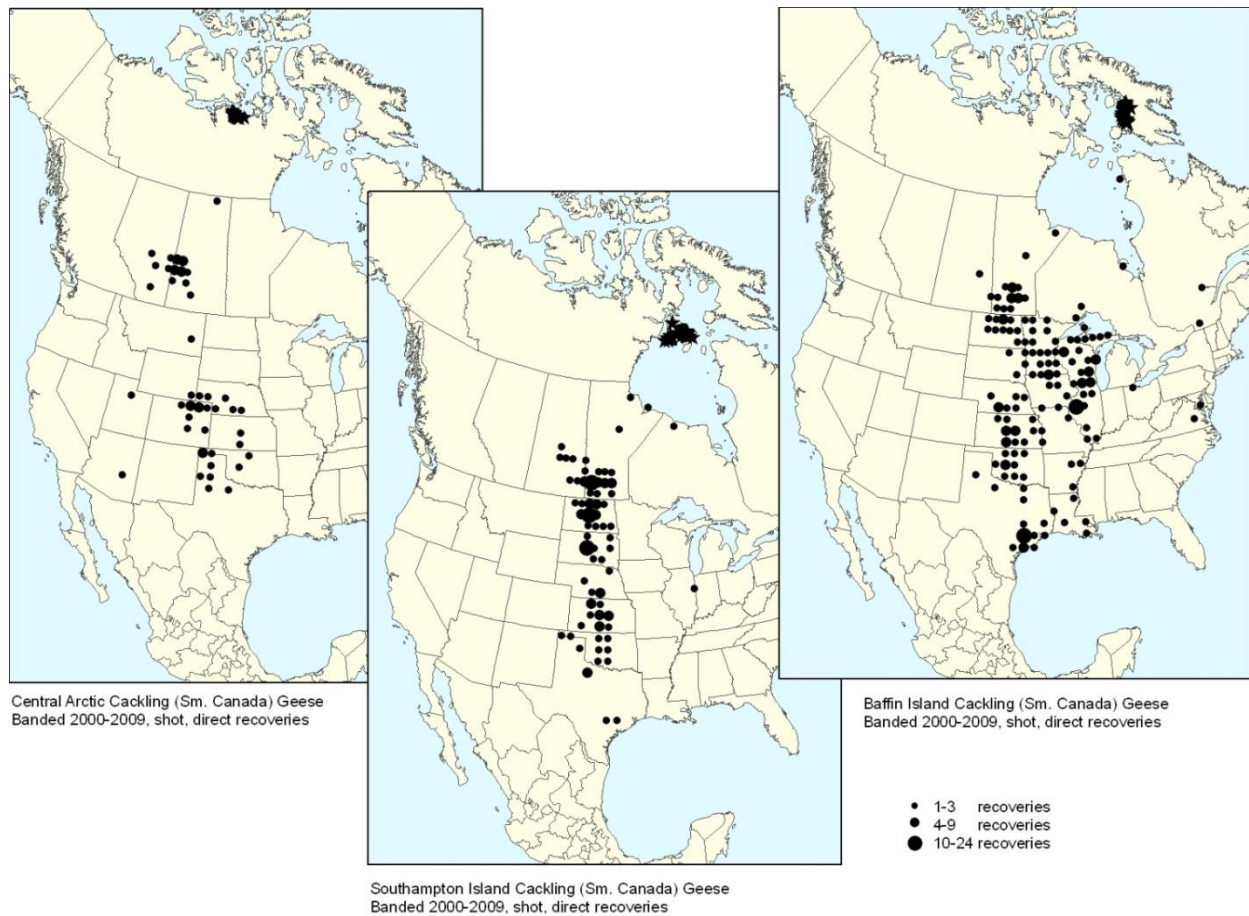 Central Arctic Cackling (Sm. Canada) Geese
Banded 2000-2009, shot, direct recoveries
Southampton Island Cackling (Sm. Canada) Geese
Banded 2000-2009, shot, direct recoveries
Baffin Island Cackling (Sm. Canada) Geese
Banded 2000-2009, shot, direct recoveries
1-3 recoveries
4-9 recoveries
10-24 recoveries